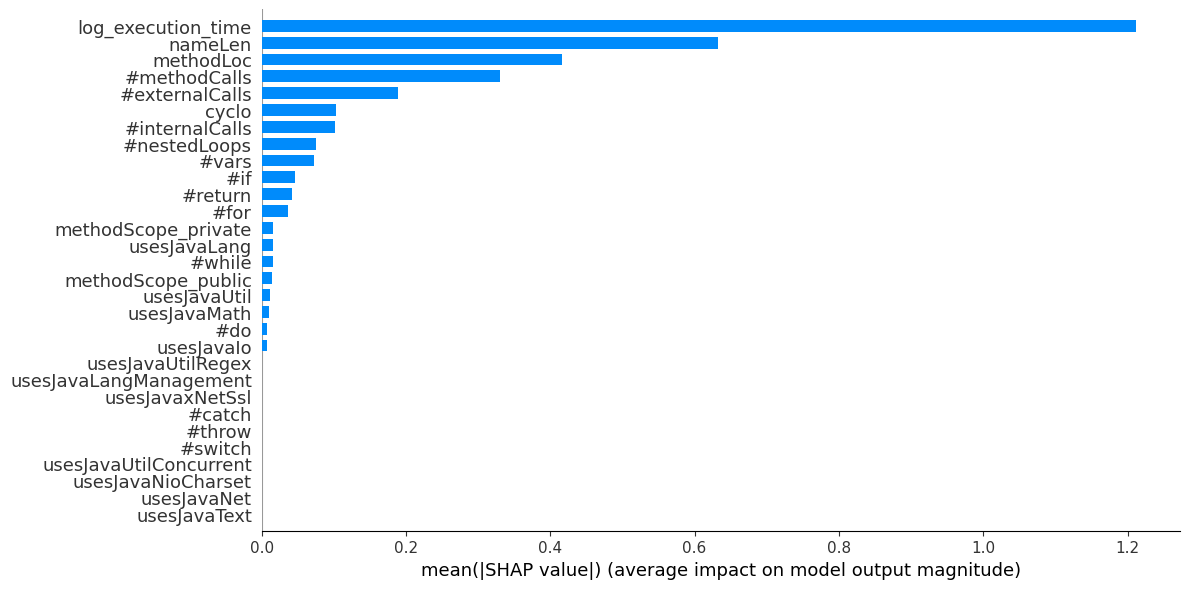 log_execution_time
nameLen
methodLoc
#methodCalls
#externalCalls
cyclo
#internalCalls
#nestedLoops
#vars
#if
#return
#for
methodScope_private
usesJavaLang
#while
methodScope_public
usesJavaUtil
usesJavaMath
#do
usesJavaIo
usesJavaUtilRegex
usesJavaLangManagement
usesJavaxNetSsl
#catch
#throw
#switch
usesJavaUtilConcurrent
usesJavaNioCharset
usesJavaNet
usesJavaText
0.0 0.2 0.4 0.6 0.8 1.0 1.2
mean(|SHAP value|) (average impact on model output magnitude)